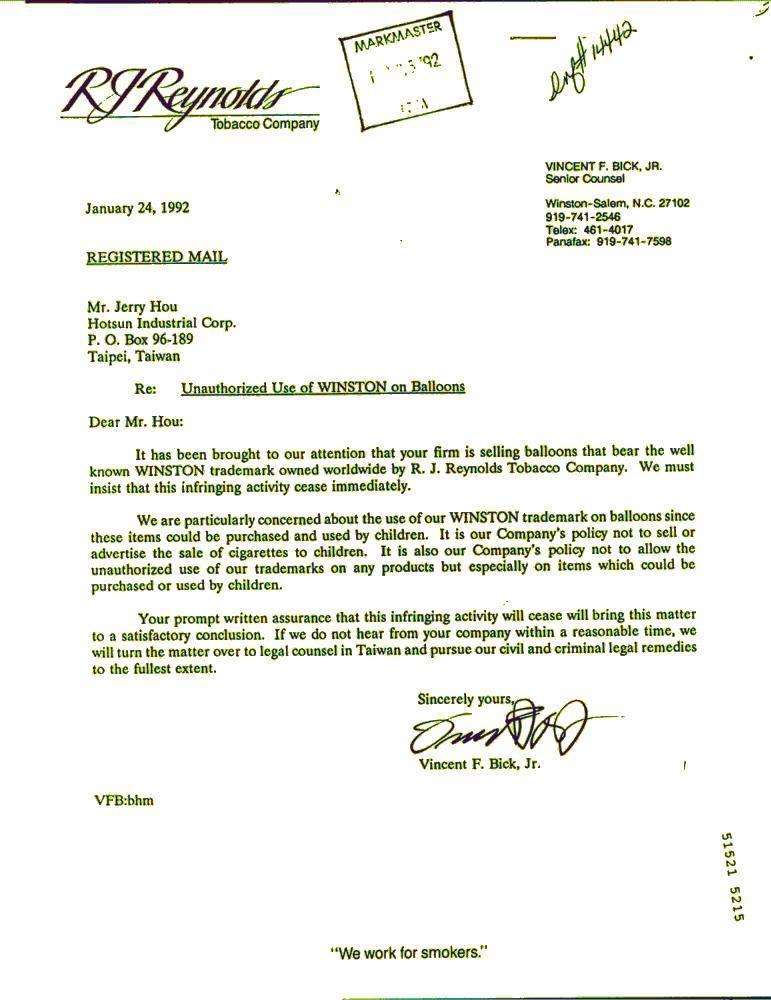 MARKMASTER
'92
RJReynolds
Tobacco Company
14442
VINCENT F. BICK, JR.
Senior Counsel
Winston-Salem, N.C. 27102
919-741-2546
Telex: 461-4017
Panafax: 919-741-7598
January 24, 1992
REGISTERED MAIL
Mr. Jerry Hou
Hotsun Industrial Corp.
P. O. Box 96-189
Taipei, Taiwan
Re: Unauthorized Use of WINSTON on Balloons
Dear Mr. Hou:
It has been brought to our attention that your firm is selling balloons that bear the well
known WINSTON trademark owned worldwide by R. J. Reynolds Tobacco Company. We must
insist that this infringing activity cease immediately.
We are particularly concerned about the use of our WINSTON trademark on balloons since
these items could be purchased and used by children. It is our Company's policy not to sell or
advertise the sale of cigarettes to children. It is also our Company's policy not to allow the
unauthorized use of our trademarks on any products but especially on items which could be
purchased or used by children.
Your prompt written assurance that this infringing activity will cease will bring this matter
to a satisfactory conclusion. If we do not hear from your company within a reasonable time, we
will turn the matter over to legal counsel in Taiwan and pursue our civil and criminal legal remedies
to the fullest extent.
Sincerely yours,
Vincent F. Bick, Jr.
VFB:bhm
51521 5215
"We work for smokers."